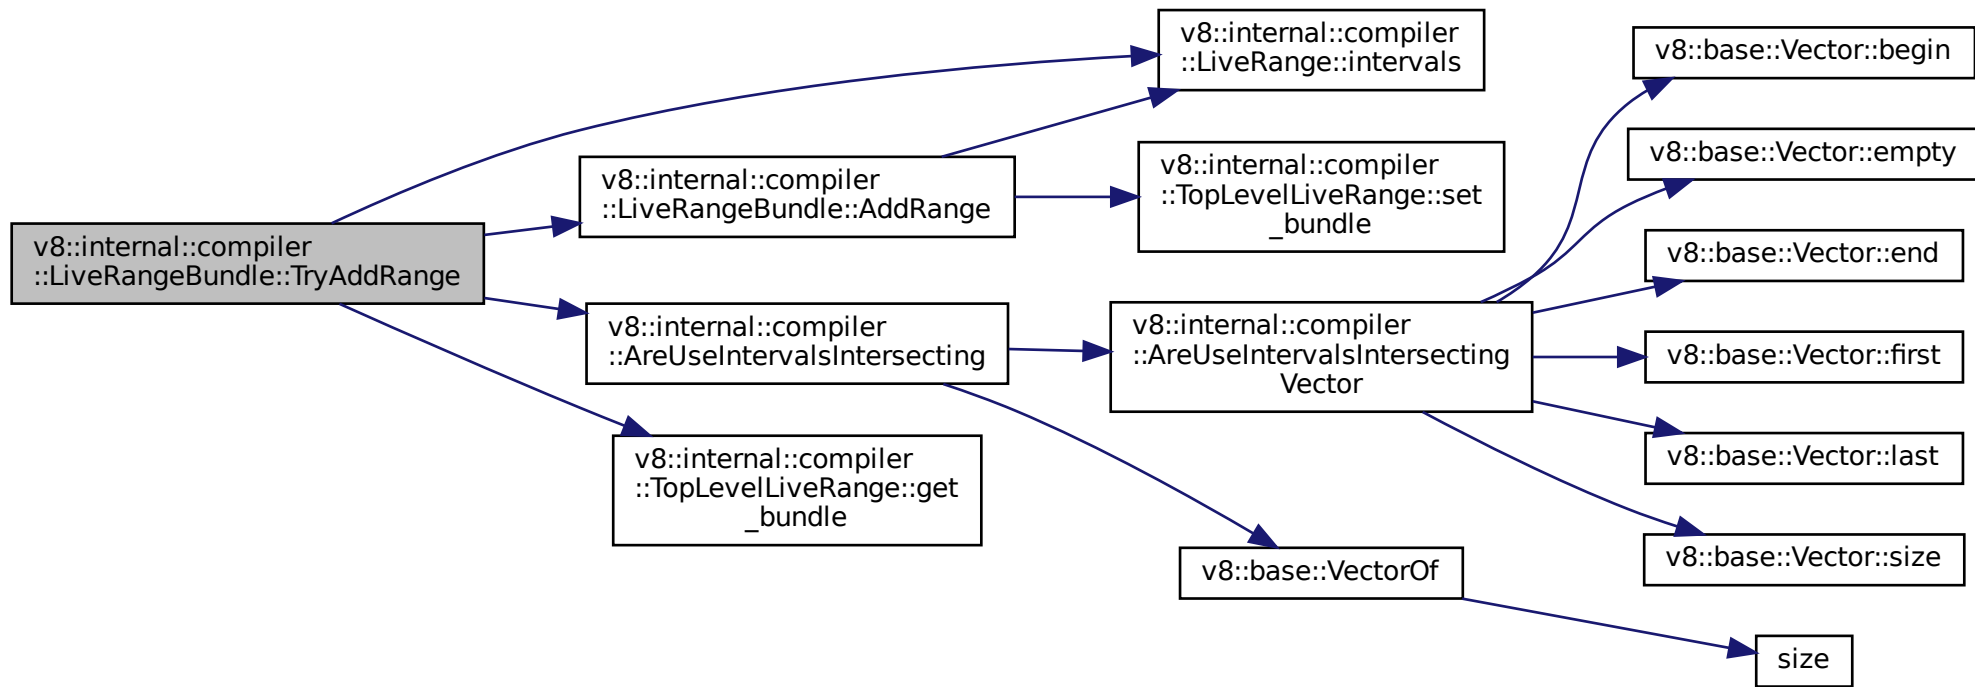 v8::internal::compiler
::LiveRangeBundle::TryAddRange
v8::internal::compiler
::LiveRange::intervals
v8::internal::compiler
::LiveRangeBundle::AddRange
v8::internal::compiler
::TopLevelLiveRange::set
_bundle
v8::internal::compiler
::AreUseIntervalsIntersecting
v8::internal::compiler
::AreUseIntervalsIntersecting
Vector
v8::internal::compiler
::TopLevelLiveRange::get
_bundle
v8::base::VectorOf
v8::base::Vector::begin
v8::base::Vector::empty
v8::base::Vector::end
v8::base::Vector::first
v8::base::Vector::last
v8::base::Vector::size
size